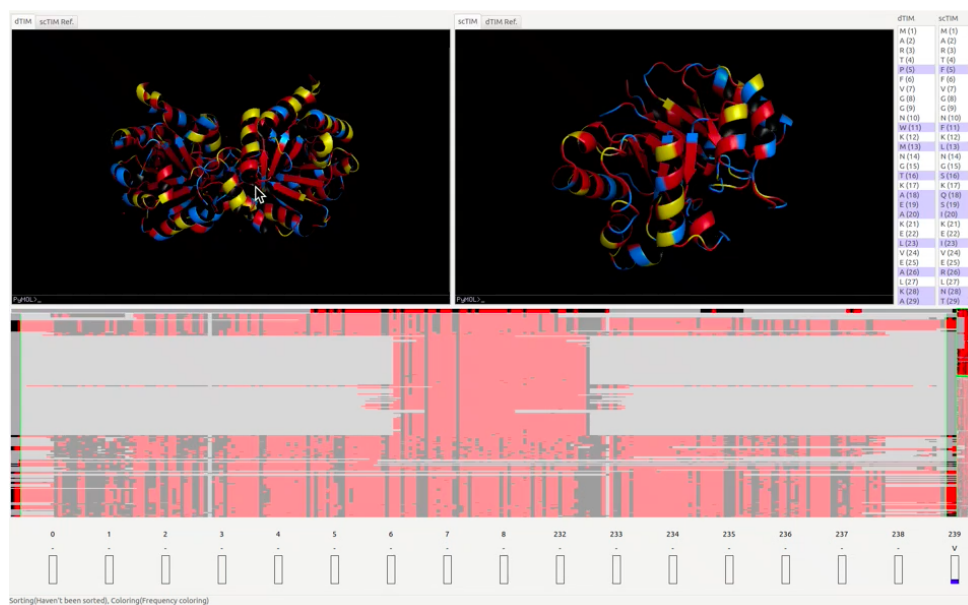 dTIM scTIM Ref. scTIM dTIM Ref. dTIM scTIM
M (1) M (1)
A (2) A (2)
R (3) R (3)
T (4) T (4)
P (5) F (5)
F (6) F (6)
V (7) V (7)
G (8) G (8)
G (9) G (9)
N (10) N (10)
W (11) F (11)
K (12) K (12)
M (13) L (13)
N (14) N (14)
G (15) G (15)
T (16) S (16)
K (17) K (17)
A (18) Q (18)
E (19) S (19)
A (20) I (20)
K (21) K (21)
E (22) E (22)
L (23) I (23)
V (24) V (24)
E (25) E (25)
A (26) R (26)
L (27) L (27)
K (28) N (28)
A (29) T (29)
PyMOL>_ PyMOL>_
0 1 2 3 4 5 6 7 8 232 233 234 235 236 237 238 239
- - - - - - - - - - - - - - - - V
Sorting(Haven't been sorted), Coloring(Frequency coloring)